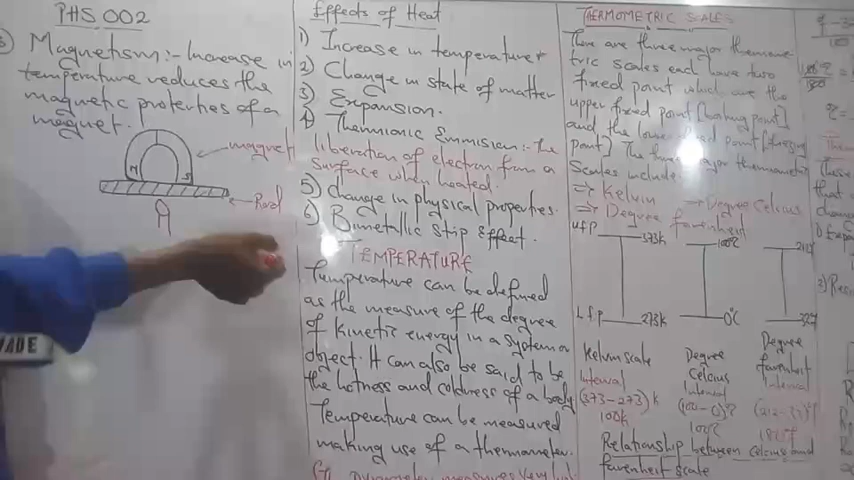 PHS 002
Magnetism:- Increase in
temperature reduces the
magnetic properties of a
magnet.
magnet
N
S
Rod
Effects of Heat
1) Increase in temperature
2) Change in state of matter
3) Expansion.
4) Thermionic Emmission:- The
liberation of electron from a
surface when heated.
5) Change in physical properties.
6) Bimetallic Strip Effect.
TEMPERATURE
Temperature can be defined
as the measure of the degree
of kinetic energy in a system or
object. It can also be said to be
the hotness and coldness of a body
Temperature can be measured
making use of a thermometer.
THERMOMETRIC SCALES
There are three major thermome
tric scales each have two
fixed point which are the
upper fixed point [boiling point]
and the lower fixed point [freezing
point] The three major thermometric
Scales include:
⇒ Kelvin ⇒ Degree Celcius
⇒ Degree farenheit
U.f.P 373K 100°C 212°F
L.f.P 273K 0°C 32°F
Kelvin scale
Interval
(373-273)K
100K
Degree
Celcius
Interval
(100-0)°C
100°C
Degree
farenheit
Interval
(212-32)°F
180°F
Relationship between Celcius and
farenheit scale